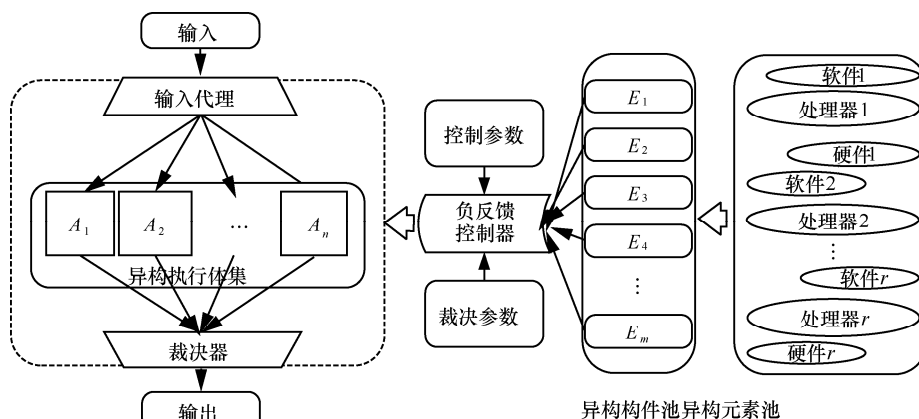 输入
输入代理
A1
A2
…
An
异构执行体集
裁决器
输出
控制参数
负反馈
控制器
裁决参数
E1
E2
E3
E4
⋮
Em
软件1
处理器1
硬件1
软件2
处理器2
⋮
软件r
处理器r
硬件r
异构构件池异构元素池